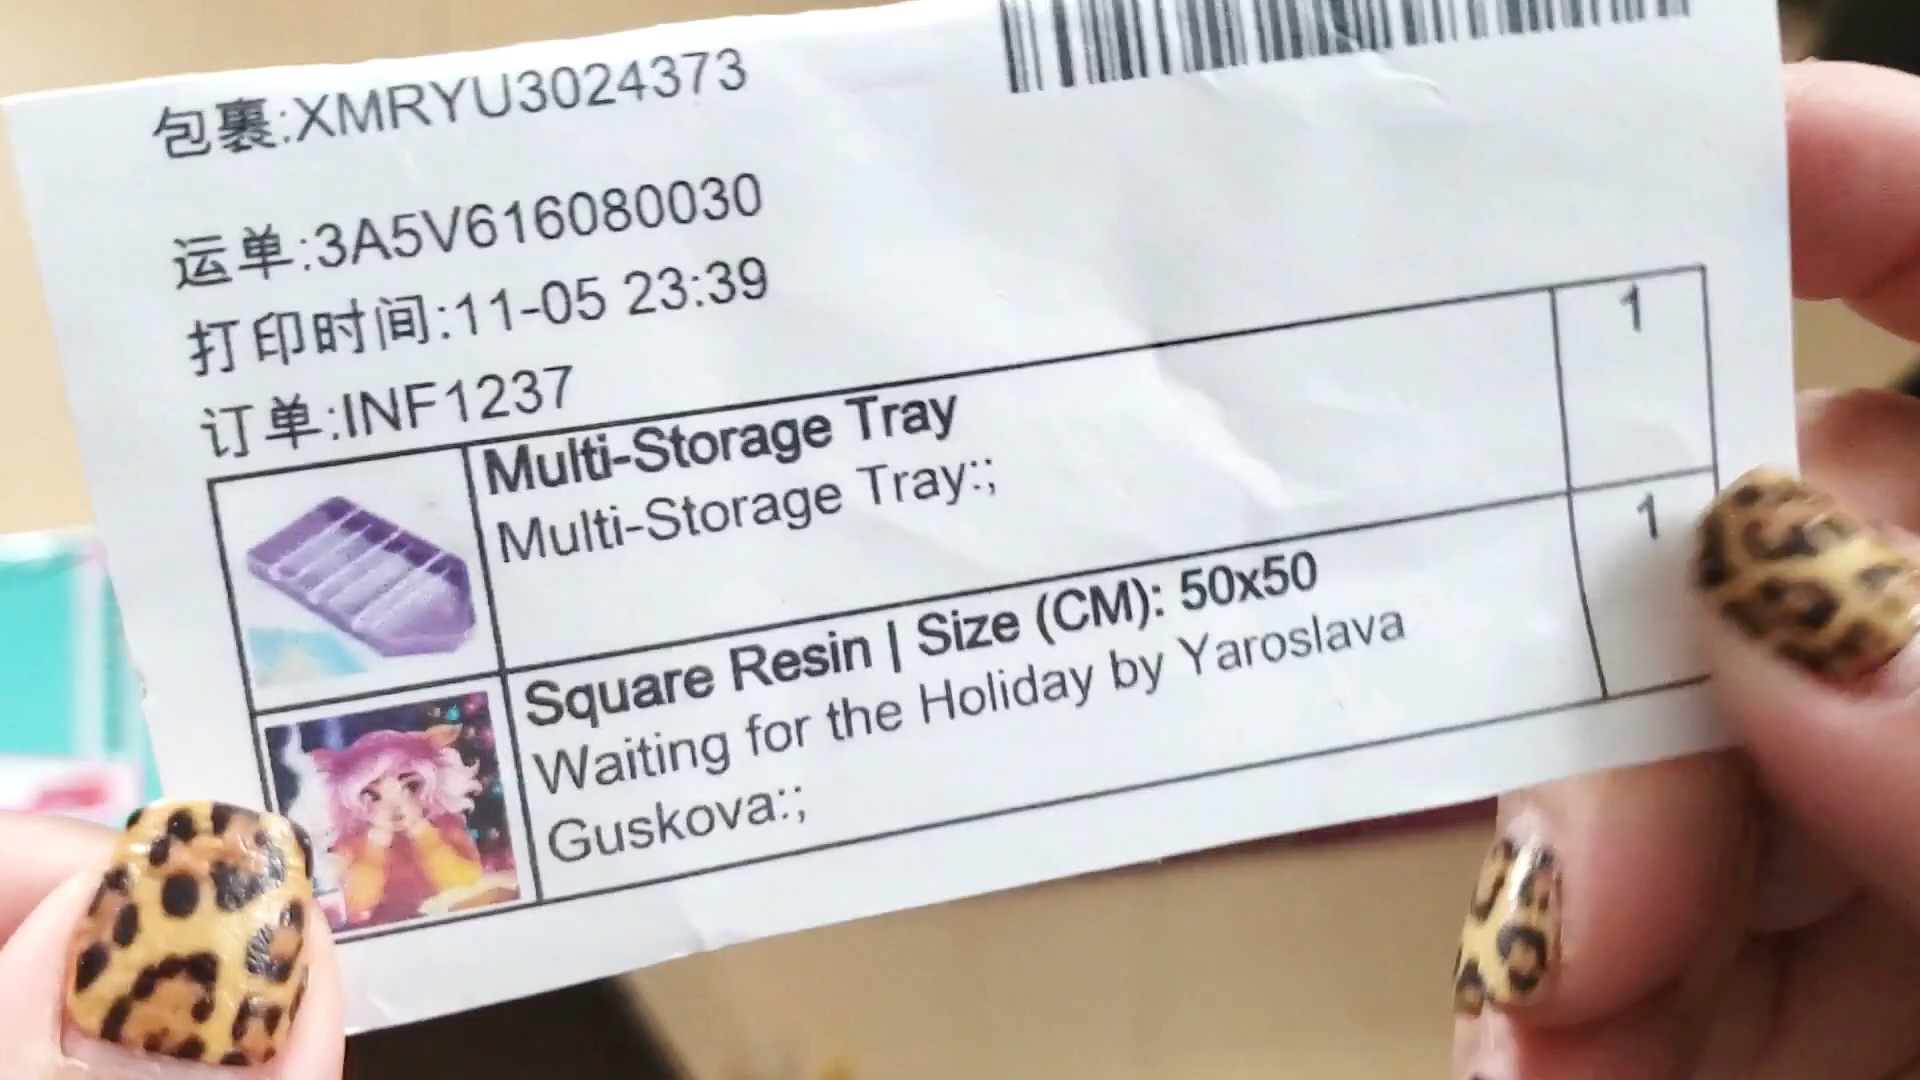 包裹:XMRYU3024373
运单:3A5V616080030
打印时间:11-05 23:39
订单:INF1237
Multi-Storage Tray
Multi-Storage Tray:;
1
Square Resin | Size (CM): 50x50
Waiting for the Holiday by Yaroslava
Guskova:;
1